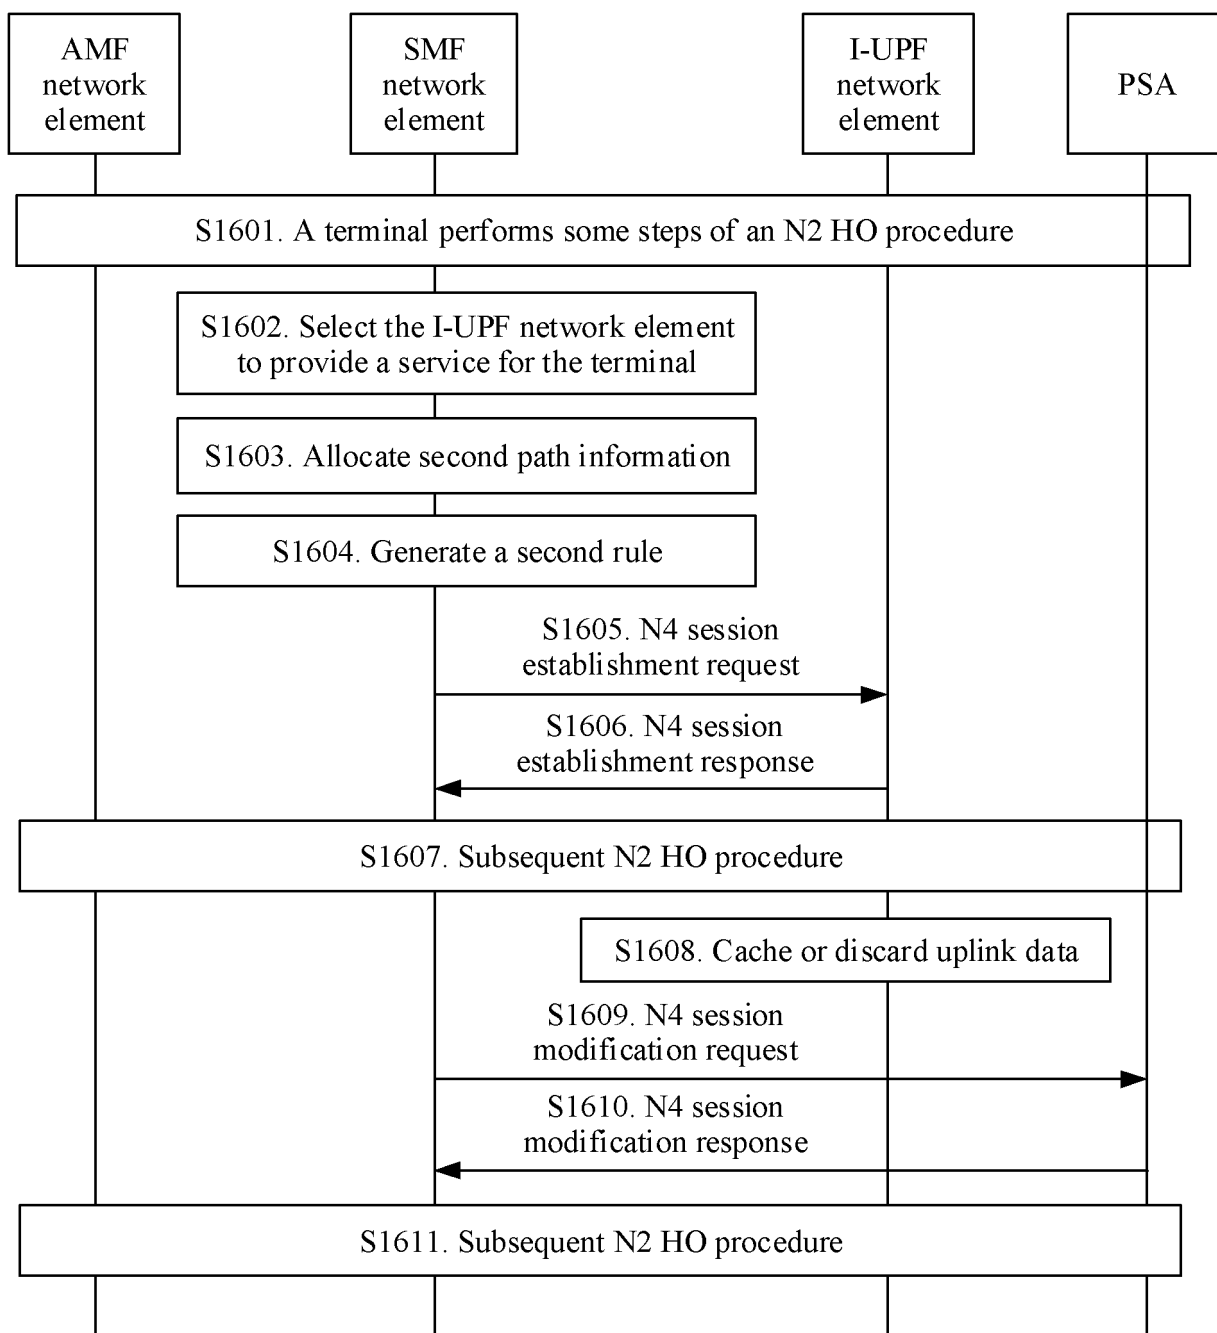 AMF
network
element
SMF
network
element
I-UPF
network
element
PSA
S1601. A terminal performs some steps of an N2 HO procedure
S1602. Select the I-UPF network element
to provide a service for the terminal
S1603. Allocate second path information
S1604. Generate a second rule
S1605. N4 session
establishment request
S1606. N4 session
establishment response
S1607. Subsequent N2 HO procedure
S1608. Cache or discard uplink data
S1609. N4 session
modification request
S1610. N4 session
modification response
S1611. Subsequent N2 HO procedure